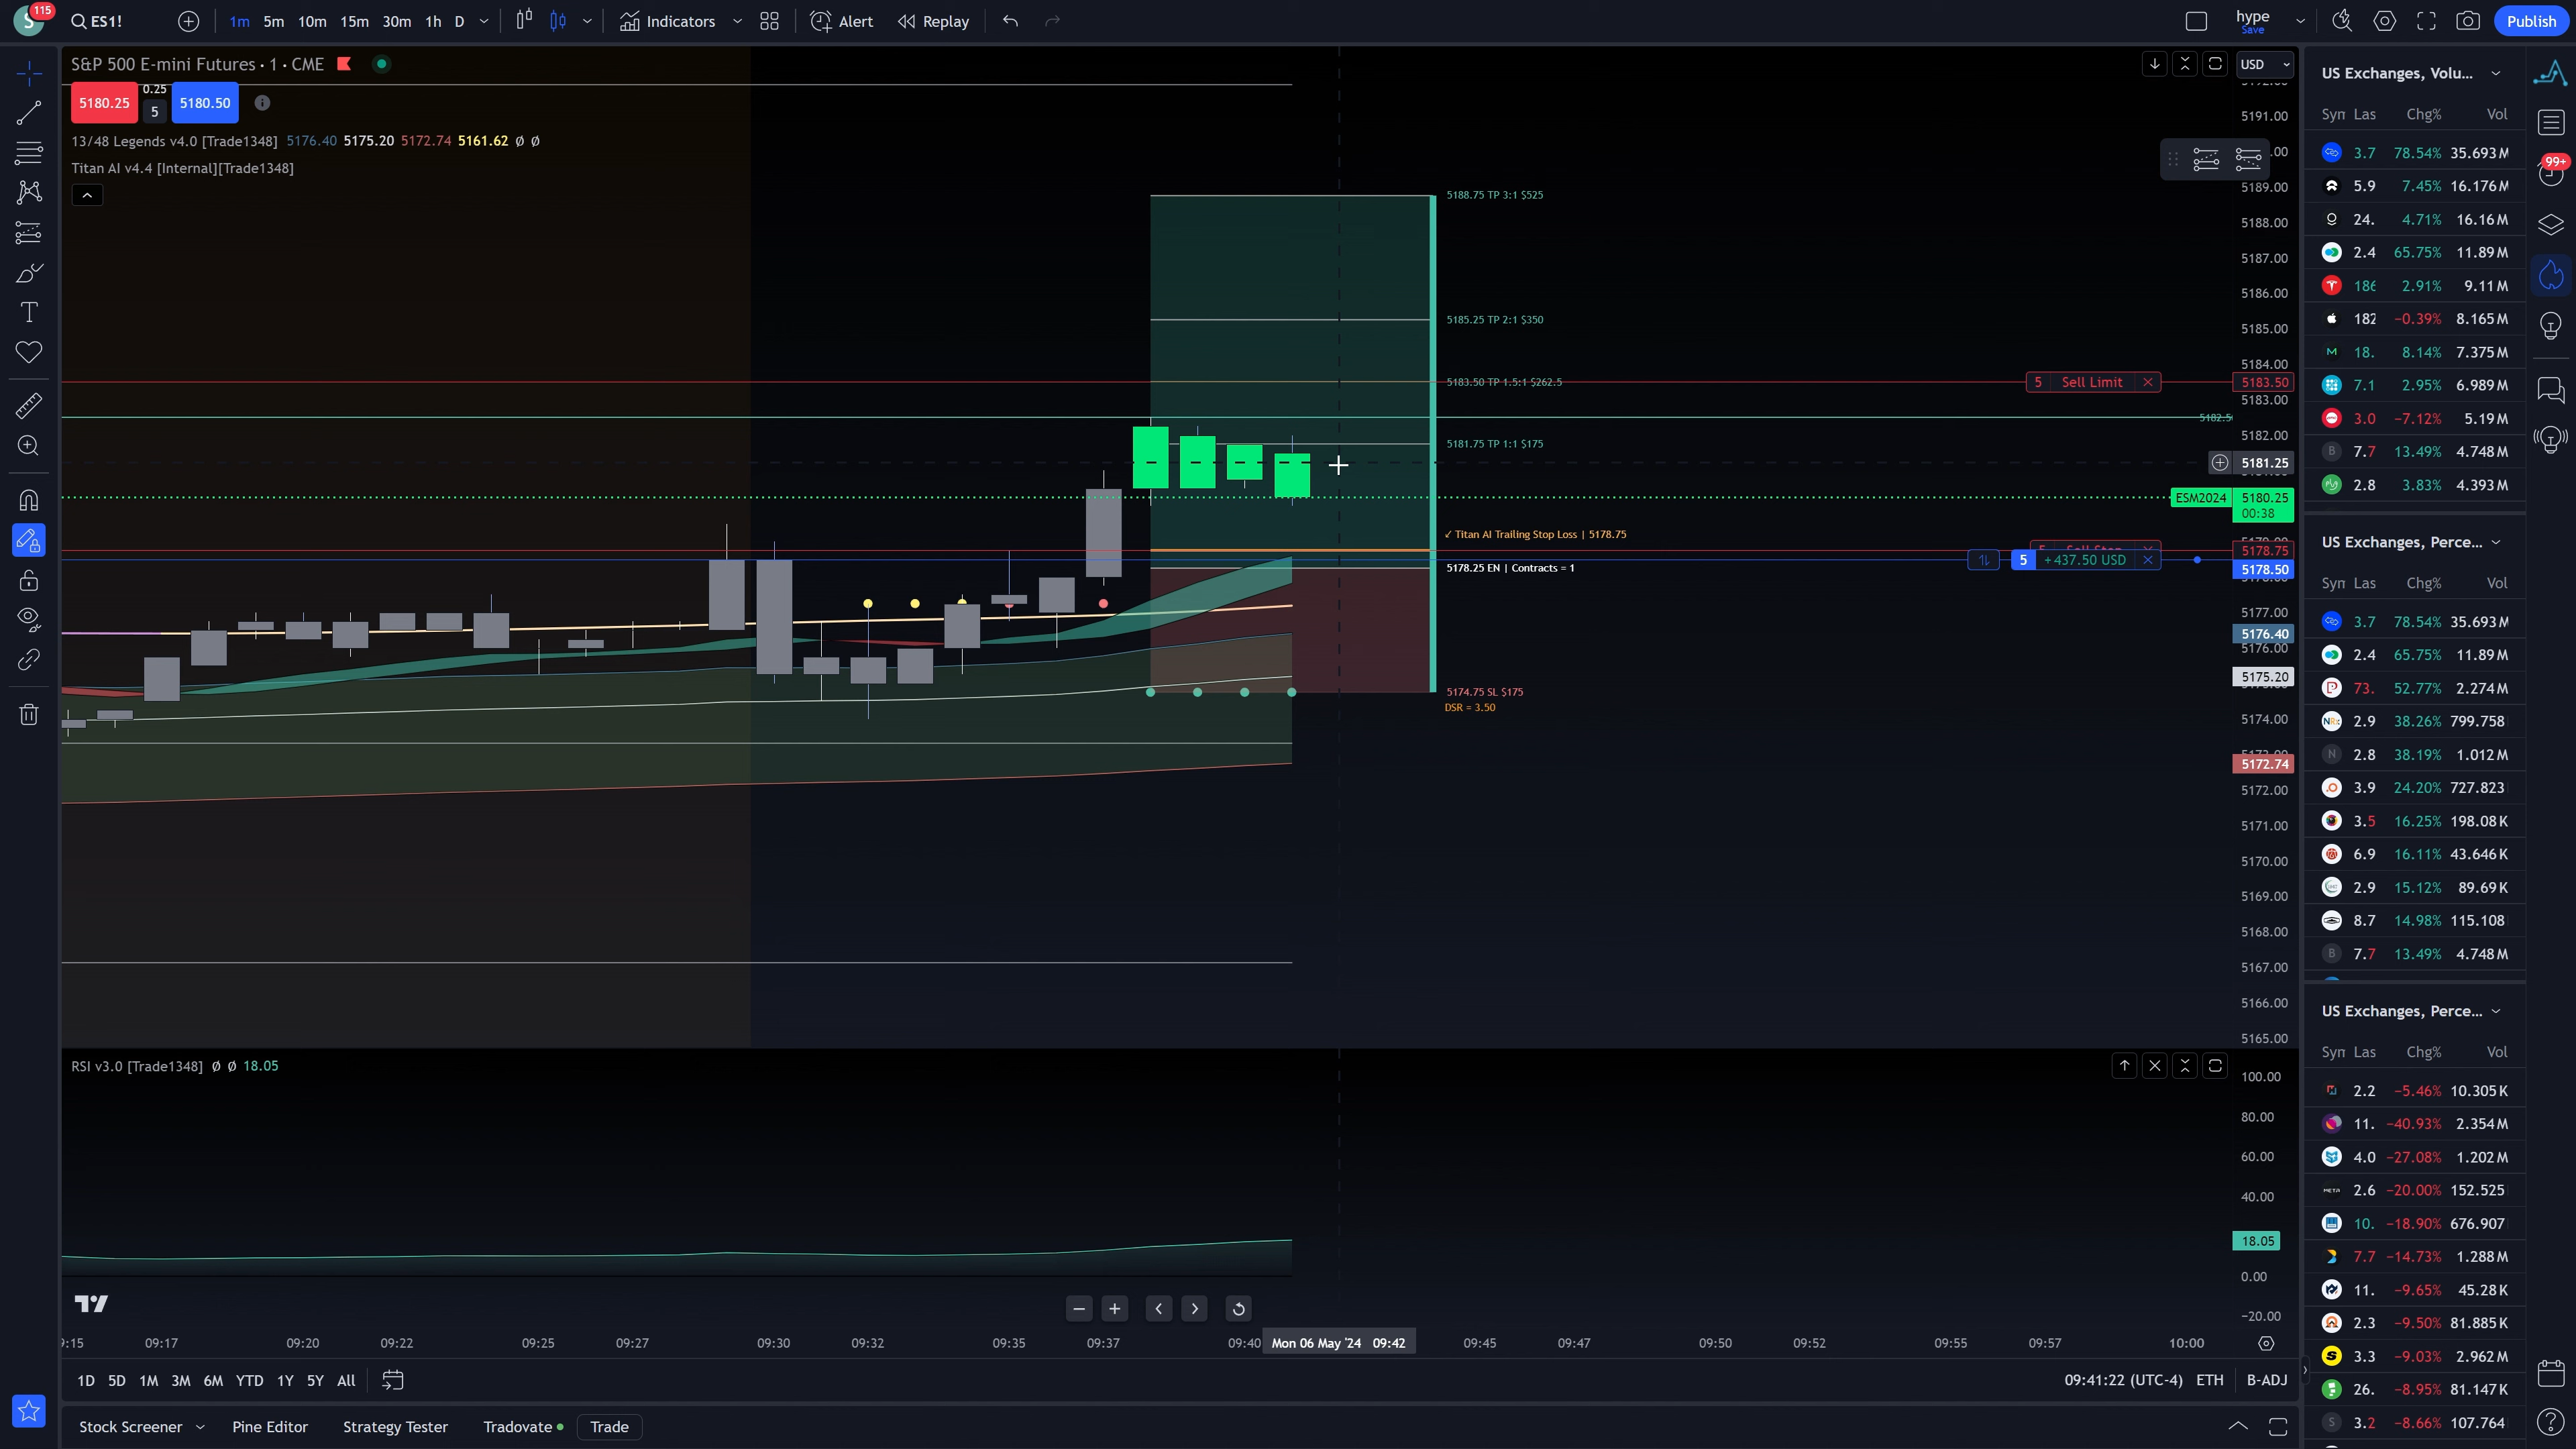 S 115 ES1! 1m 5m 10m 15m 30m 1h D Indicators Alert Replay hype Save Publish
S&P 500 E-mini Futures · 1 · CME
5180.25 0.25 5 5180.50
13/48 Legends v4.0 [Trade1348] 5176.40 5175.20 5172.74 5161.62 ∅ ∅
Titan AI v4.4 [Internal][Trade1348]
5188.75 TP 3:1 $525
5185.25 TP 2:1 $350
5183.50 TP 1.5:1 $262.5
5181.75 TP 1:1 $175
✓ Titan AI Trailing Stop Loss | 5178.75
5178.25 EN | Contracts = 1
5174.75 SL $175
DSR = 3.50
5 Sell Limit
5 +437.50 USD
USD
5191.00
5189.00
5188.00
5187.00
5186.00
5185.00
5184.00
5183.50
5183.00
5182.00
5181.25
ESM2024 5180.25
00:38
5178.75
5178.50
5177.00
5176.40
5176.00
5175.20
5174.00
5172.74
5172.00
5171.00
5170.00
5169.00
5168.00
5167.00
5166.00
5165.00
RSI v3.0 [Trade1348] ∅ ∅ 18.05
100.00
80.00
60.00
40.00
18.05
0.00
−20.00
09:17 09:20 09:22 09:25 09:27 09:30 09:32 09:35 09:37 09:40 Mon 06 May '24 09:42 09:45 09:47 09:50 09:52 09:55 09:57 10:00
1D 5D 1M 3M 6M YTD 1Y 5Y All
09:41:22 (UTC-4) ETH B-ADJ
Stock Screener Pine Editor Strategy Tester Tradovate Trade
US Exchanges, Volu...
Las Chg% Vol
3.7 78.54% 35.693M
5.9 7.45% 16.176M
24. 4.71% 16.16M
2.4 65.75% 11.89M
186 2.91% 9.11M
182 −0.39% 8.165M
18. 8.14% 7.375M
7.1 2.95% 6.989M
3.0 −7.12% 5.19M
B 7.7 13.49% 4.748M
2.8 3.83% 4.393M
US Exchanges, Perce...
Las Chg% Vol
3.7 78.54% 35.693M
2.4 65.75% 11.89M
73. 52.77% 2.274M
2.9 38.26% 799.758
N 2.8 38.19% 1.012M
3.9 24.20% 727.823
3.5 16.25% 198.08K
6.9 16.11% 43.646K
2.9 15.12% 89.69K
8.7 14.98% 115.108
B 7.7 13.49% 4.748M
US Exchanges, Perce...
Las Chg% Vol
2.2 −5.46% 10.305K
11. −40.93% 2.354M
4.0 −27.08% 1.202M
META 2.6 −20.00% 152.525
10. −18.90% 676.907
7.7 −14.73% 1.288M
11. −9.65% 45.28K
2.3 −9.50% 81.885K
S 3.3 −9.03% 2.962M
26. −8.95% 81.147K
S 3.2 −8.66% 107.764
99+